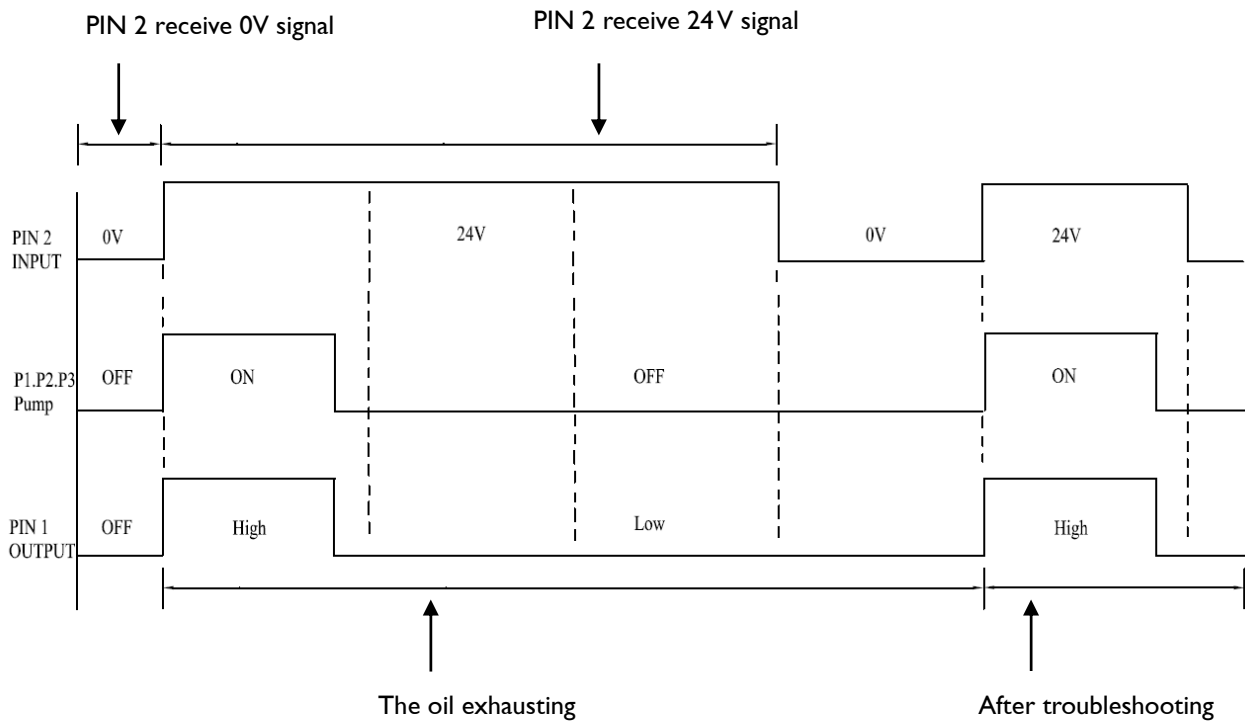 PIN 2 receive 0V signal
PIN 2 receive 24V signal
PIN 2
INPUT
0V
24V
0V
24V
P1.P2.P3
Pump
OFF
ON
OFF
ON
PIN 1
OUTPUT
OFF
High
Low
High
The oil exhausting
After troubleshooting